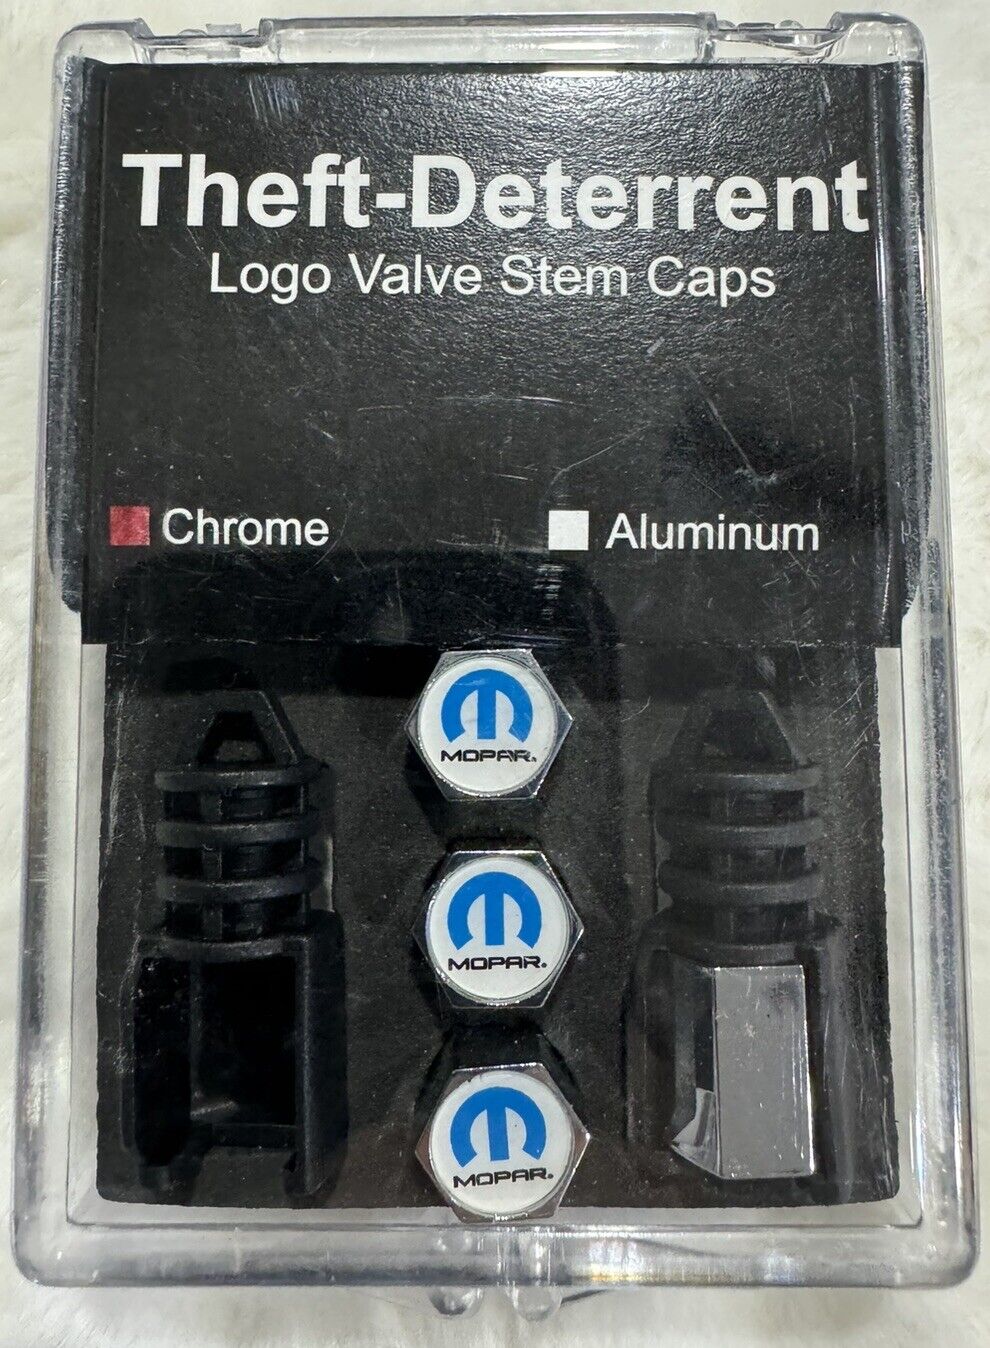 Theft-Deterrent
Logo Valve Stem Caps
Chrome
Aluminum
MOPAR®
MOPAR®
MOPAR®